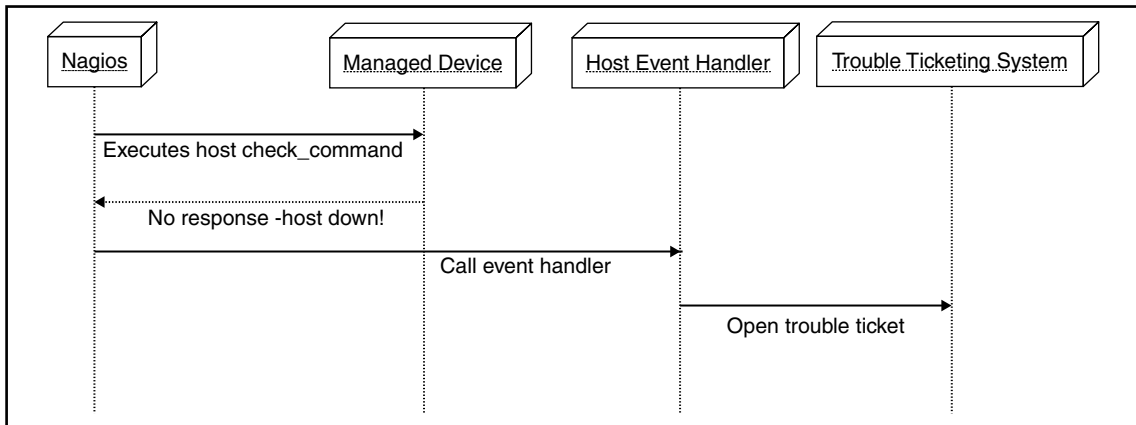 Nagios
Managed Device
Host Event Handler
Trouble Ticketing System
Executes host check_command
No response -host down!
Call event handler
Open trouble ticket